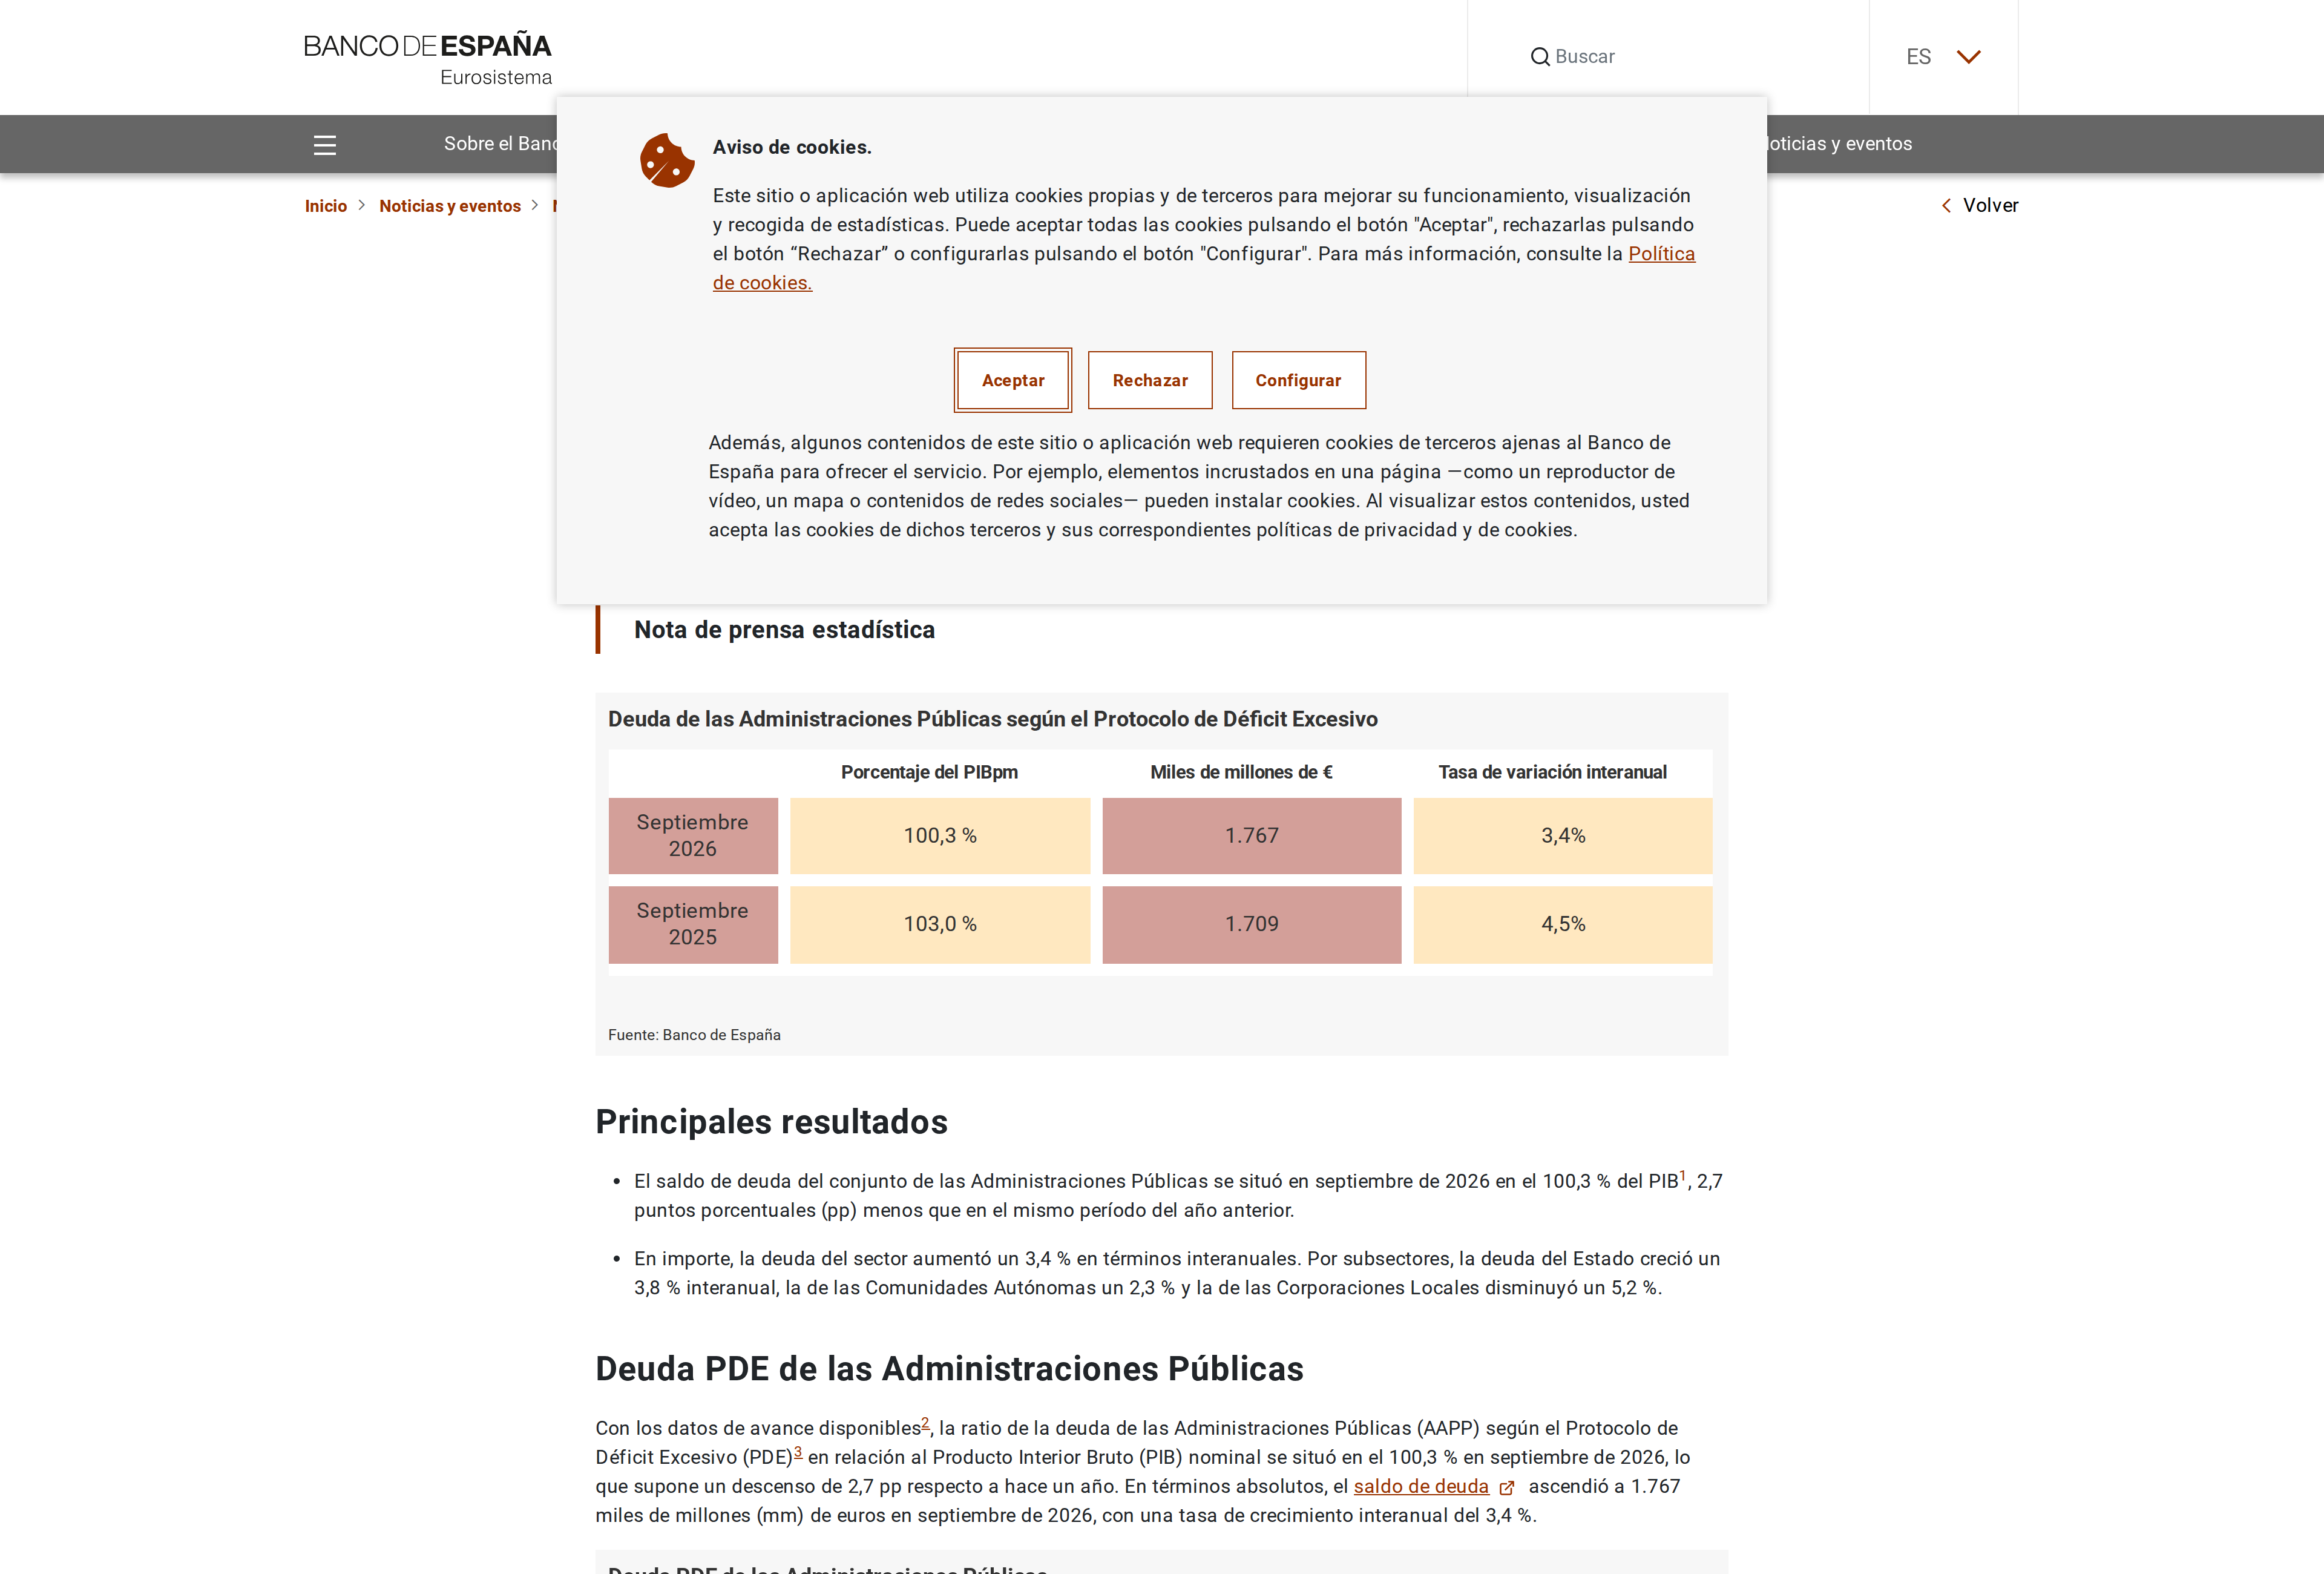 BANCO DE ESPAÑA
Eurosistema
Buscar
ES
Sobre el Banc
Noticias y eventos
Inicio
Noticias y eventos
Volver
Aviso de cookies.
Este sitio o aplicación web utiliza cookies propias y de terceros para mejorar su funcionamiento, visualización
y recogida de estadísticas. Puede aceptar todas las cookies pulsando el botón "Aceptar", rechazarlas pulsando
el botón “Rechazar” o configurarlas pulsando el botón "Configurar". Para más información, consulte la Política
de cookies.
Aceptar
Rechazar
Configurar
Además, algunos contenidos de este sitio o aplicación web requieren cookies de terceros ajenas al Banco de
España para ofrecer el servicio. Por ejemplo, elementos incrustados en una página —como un reproductor de
vídeo, un mapa o contenidos de redes sociales— pueden instalar cookies. Al visualizar estos contenidos, usted
acepta las cookies de dichos terceros y sus correspondientes políticas de privacidad y de cookies.
Nota de prensa estadística
Deuda de las Administraciones Públicas según el Protocolo de Déficit Excesivo
Porcentaje del PIBpm Miles de millones de € Tasa de variación interanual
Septiembre
2026
100,3 % 1.767 3,4%
Septiembre
2025
103,0 % 1.709 4,5%
Fuente: Banco de España
Principales resultados
• El saldo de deuda del conjunto de las Administraciones Públicas se situó en septiembre de 2026 en el 100,3 % del PIB1, 2,7
puntos porcentuales (pp) menos que en el mismo período del año anterior.
• En importe, la deuda del sector aumentó un 3,4 % en términos interanuales. Por subsectores, la deuda del Estado creció un
3,8 % interanual, la de las Comunidades Autónomas un 2,3 % y la de las Corporaciones Locales disminuyó un 5,2 %.
Deuda PDE de las Administraciones Públicas
Con los datos de avance disponibles2, la ratio de la deuda de las Administraciones Públicas (AAPP) según el Protocolo de
Déficit Excesivo (PDE)3 en relación al Producto Interior Bruto (PIB) nominal se situó en el 100,3 % en septiembre de 2026, lo
que supone un descenso de 2,7 pp respecto a hace un año. En términos absolutos, el saldo de deuda ascendió a 1.767
miles de millones (mm) de euros en septiembre de 2026, con una tasa de crecimiento interanual del 3,4 %.
Deuda PDE de las Administraciones Públicas